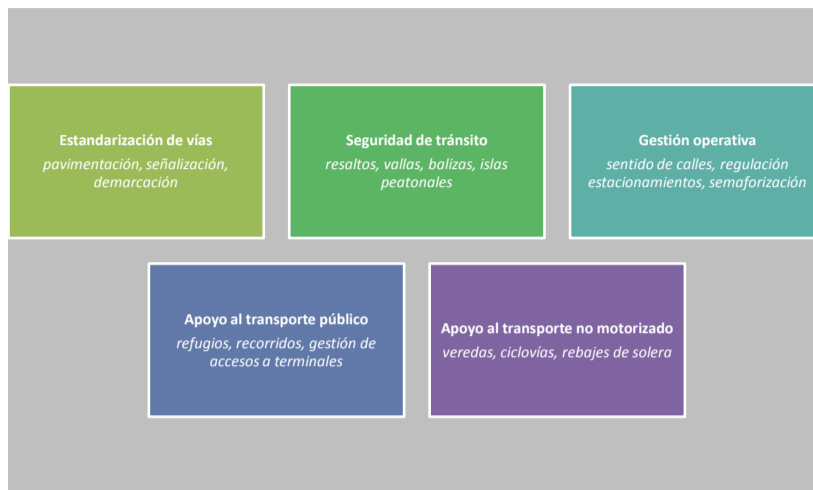 Estandarización de vías
pavimentación, señalización,
demarcación
Seguridad de tránsito
resaltos, vallas, balizas, islas
peatonales
Gestión operativa
sentido de calles, regulación
estacionamientos, semaforización
Apoyo al transporte público
refugios, recorridos, gestión de
accesos a terminales
Apoyo al transporte no motorizado
veredas, ciclovías, rebajes de solera